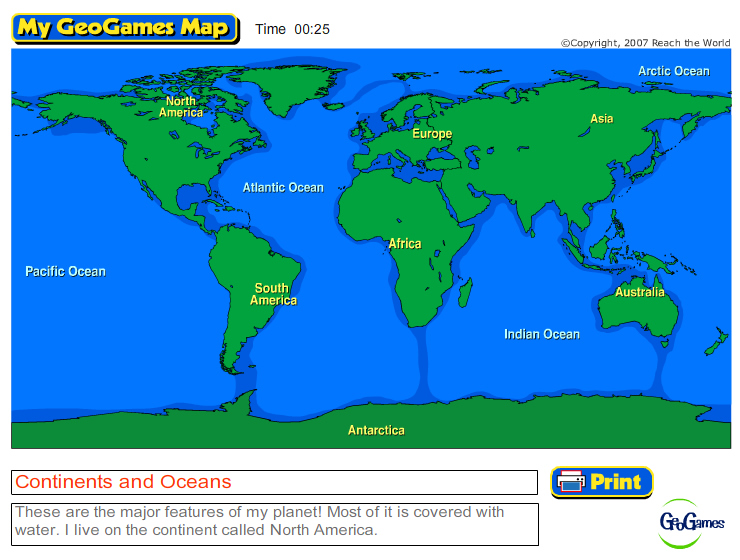 My GeoGames Map
Time 00:25
©Copyright, 2007 Reach the World
Arctic Ocean
North
America
Asia
Europe
Atlantic Ocean
Africa
Pacific Ocean
South
America
Australia
Indian Ocean
Antarctica
Continents and Oceans
Print
These are the major features of my planet! Most of it is covered with
water. I live on the continent called North America.
GeoGames